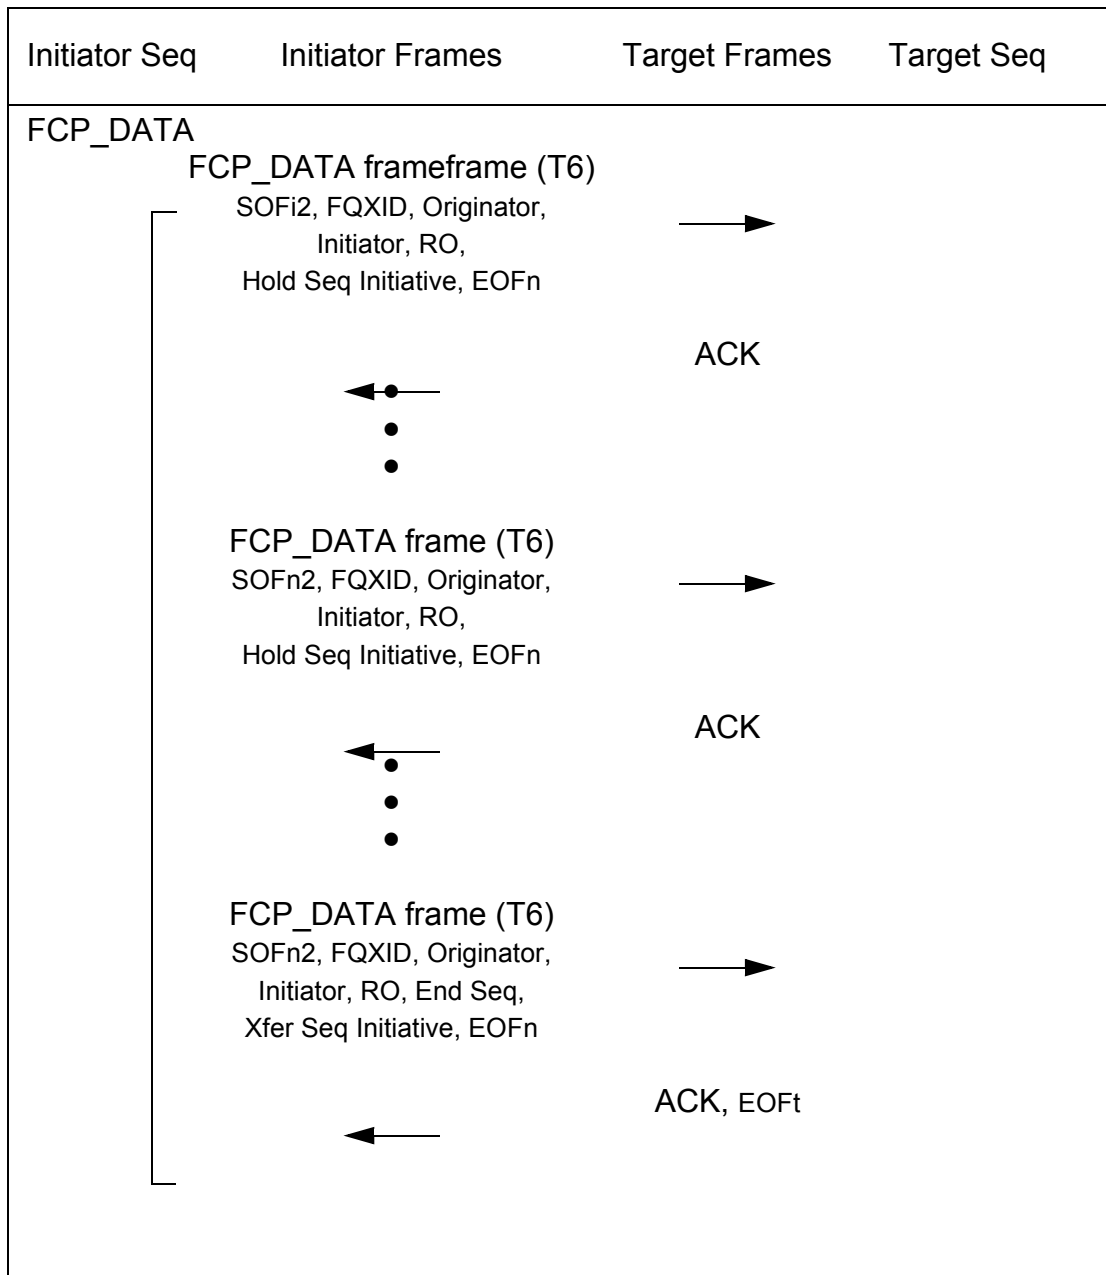 Initiator Seq Initiator Frames Target Frames Target Seq
FCP_DATA
FCP_DATA frameframe (T6)
SOFi2, FQXID, Originator,
Initiator, RO,
Hold Seq Initiative, EOFn
ACK
FCP_DATA frame (T6)
SOFn2, FQXID, Originator,
Initiator, RO,
Hold Seq Initiative, EOFn
ACK
FCP_DATA frame (T6)
SOFn2, FQXID, Originator,
Initiator, RO, End Seq,
Xfer Seq Initiative, EOFn
ACK, EOFt